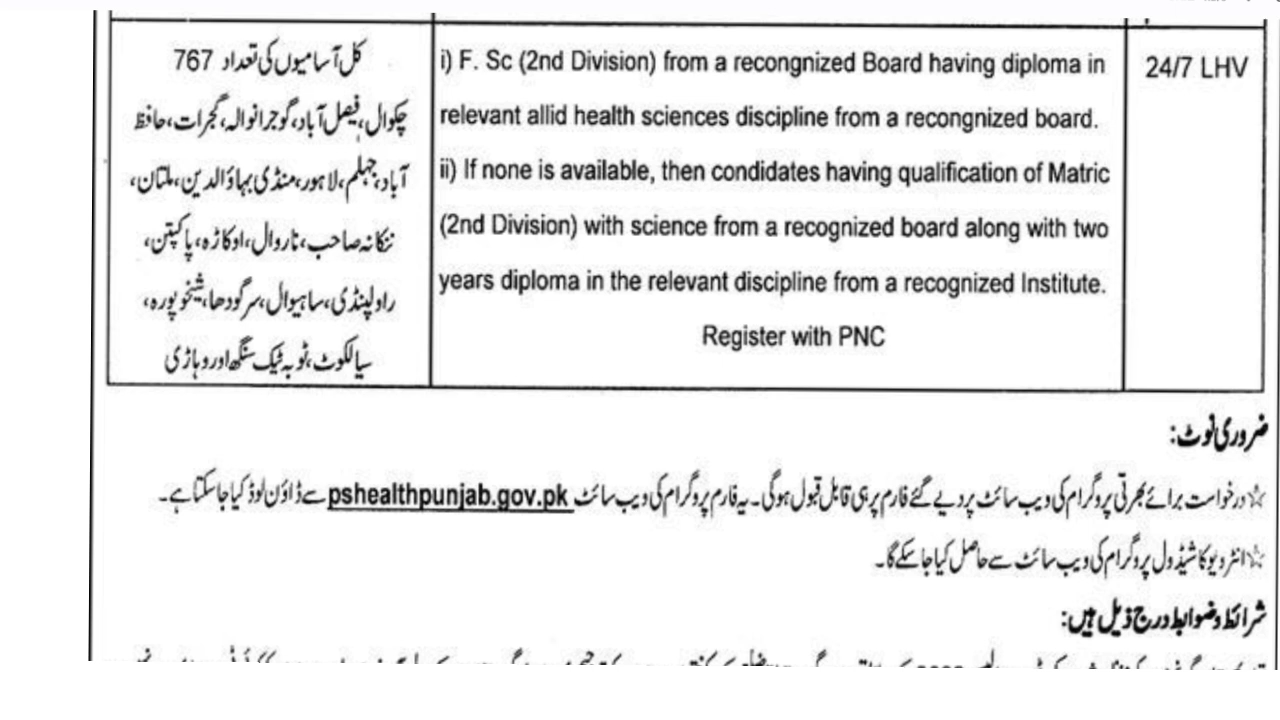 24/7 LHV
i) F. Sc (2nd Division) from a recongnized Board having diploma in
relevant allid health sciences discipline from a recongnized board.
ii) If none is available, then condidates having qualification of Matric
(2nd Division) with science from a recognized board along with two
years diploma in the relevant discipline from a recognized Institute.
Register with PNC
کل آسامیوں کی تعداد 767
چکوال، فیصل آباد، گوجرانوالہ، گجرات، حافظ
آباد، جہلم، لاہور، منڈی بہاؤالدین، ملتان،
ننکانہ صاحب، ناروال، اوکاڑہ، پاکپتن،
راولپنڈی، ساہیوال، سرگودھا، شیخوپورہ،
سیالکوٹ، ٹوبہ ٹیک سنگھ اور وہاڑی
ضروری نوٹ:
☆درخواست برائے بھرتی پروگرام کی ویب سائٹ پر دیے گئے فارم پر ہی قابل قبول ہوگی۔ یہ فارم پروگرام کی ویب سائٹ pshealthpunjab.gov.pk سے ڈاؤن لوڈ کیا جا سکتا ہے۔
☆انٹرویو کا شیڈول پروگرام کی ویب سائٹ سے حاصل کیا جا سکے گا۔
شرائط و ضوابط درج ذیل ہیں: